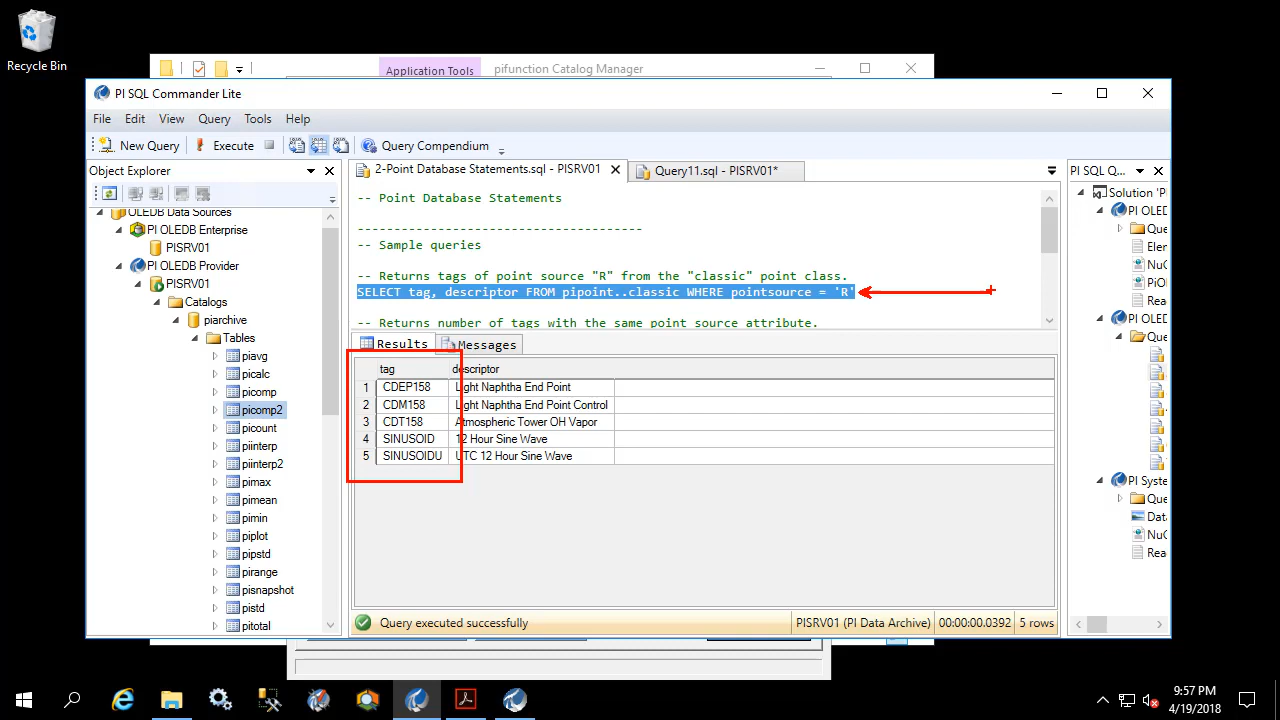 Recycle Bin
Application Tools
pifunction Catalog Manager
PI SQL Commander Lite
File Edit View Query Tools Help
New Query Execute Query Compendium
Object Explorer
OLEDB Data Sources
PI OLEDB Enterprise
PISRV01
PI OLEDB Provider
PISRV01
Catalogs
piarchive
Tables
piavg
picalc
picomp
picomp2
picount
piinterp
piinterp2
pimax
pimean
pimin
piplot
pipstd
pirange
pisnapshot
pistd
pitotal
2-Point Database Statements.sql - PISRV01
Query11.sql - PISRV01*
-- Point Database Statements
--------------------------------------
-- Sample queries
-- Returns tags of point source "R" from the "classic" point class.
SELECT tag, descriptor FROM pipoint..classic WHERE pointsource = 'R'
-- Returns number of tags with the same point source attribute.
Results Messages
tag descriptor
1 CDEP158 Light Naphtha End Point
2 CDM158 Light Naphtha End Point Control
3 CDT158 Atmospheric Tower OH Vapor
4 SINUSOID 12 Hour Sine Wave
5 SINUSOIDU UTC 12 Hour Sine Wave
Query executed successfully
PISRV01 (PI Data Archive) 00:00:00.0392 5 rows
PI SQL Q...
Solution 'P
PI OLE
Que
Elen
NuG
PiOl
Rea
PI OLE
Que
PI Syst
Que
Data
NuG
Rea
9:57 PM
4/19/2018